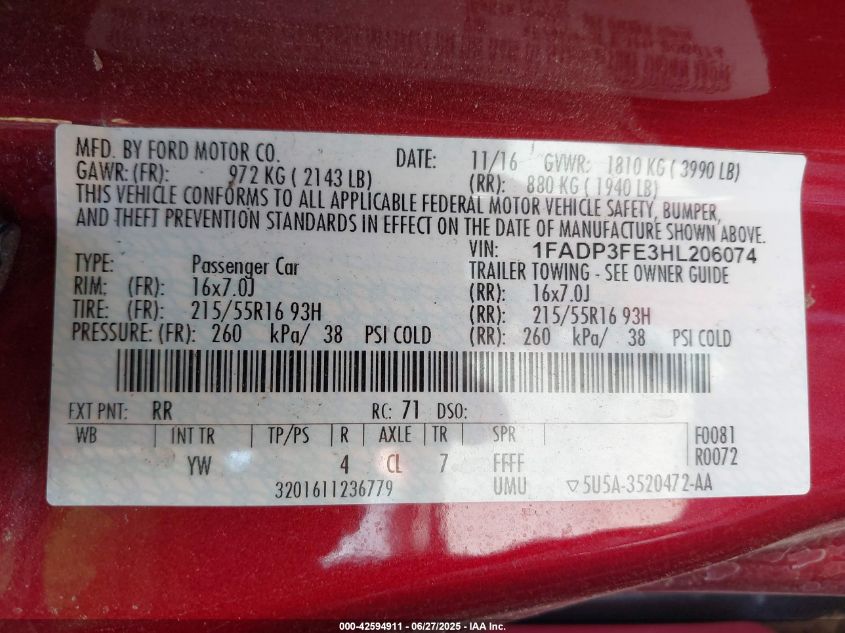 MFD. BY FORD MOTOR CO. DATE: 11/16 GVWR: 1810 KG ( 3990 LB)
GAWR: (FR): 972 KG ( 2143 LB) (RR): 880 KG ( 1940 LB)
THIS VEHICLE CONFORMS TO ALL APPLICABLE FEDERAL MOTOR VEHICLE SAFETY, BUMPER,
AND THEFT PREVENTION STANDARDS IN EFFECT ON THE DATE OF MANUFACTURE SHOWN ABOVE.
VIN: 1FADP3FE3HL206074
TYPE: Passenger Car TRAILER TOWING - SEE OWNER GUIDE
RIM: (FR): 16x7.0J (RR): 16x7.0J
TIRE: (FR): 215/55R16 93H (RR): 215/55R16 93H
PRESSURE: (FR): 260 kPa/ 38 PSI COLD (RR): 260 kPa/ 38 PSI COLD
EXT PNT: RR RC: 71 DSO:
WB INT TR TP/PS R AXLE TR SPR F0081
YW 4 CL 7 FFFF R0072
3201611236779 UMU ▽5U5A-3520472-AA
000-42594911 - 06/27/2025 - IAA Inc.